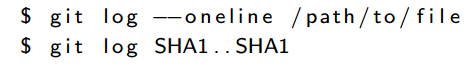 $ git log --oneline /path/to/file
$ git log SHA1..SHA1